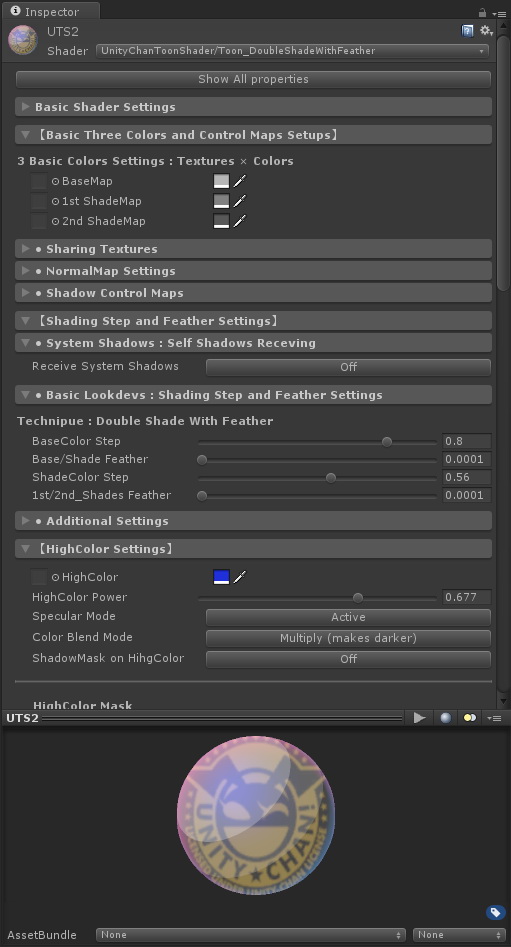 Inspector
UTS2
Shader UnityChanToonShader/Toon_DoubleShadeWithFeather
Show All properties
Basic Shader Settings
【Basic Three Colors and Control Maps Setups】
3 Basic Colors Settings : Textures × Colors
BaseMap
1st ShadeMap
2nd ShadeMap
● Sharing Textures
● NormalMap Settings
● Shadow Control Maps
【Shading Step and Feather Settings】
● System Shadows : Self Shadows Receving
Receive System Shadows Off
● Basic Lookdevs : Shading Step and Feather Settings
Technipue : Double Shade With Feather
BaseColor Step 0.8
Base/Shade Feather 0.0001
ShadeColor Step 0.56
1st/2nd_Shades Feather 0.0001
● Additional Settings
【HighColor Settings】
HighColor
HighColor Power 0.677
Specular Mode Active
Color Blend Mode Multiply (makes darker)
ShadowMask on HihgColor Off
HighColor Mask
UTS2
UNITY★CHAN!
AssetBundle None None